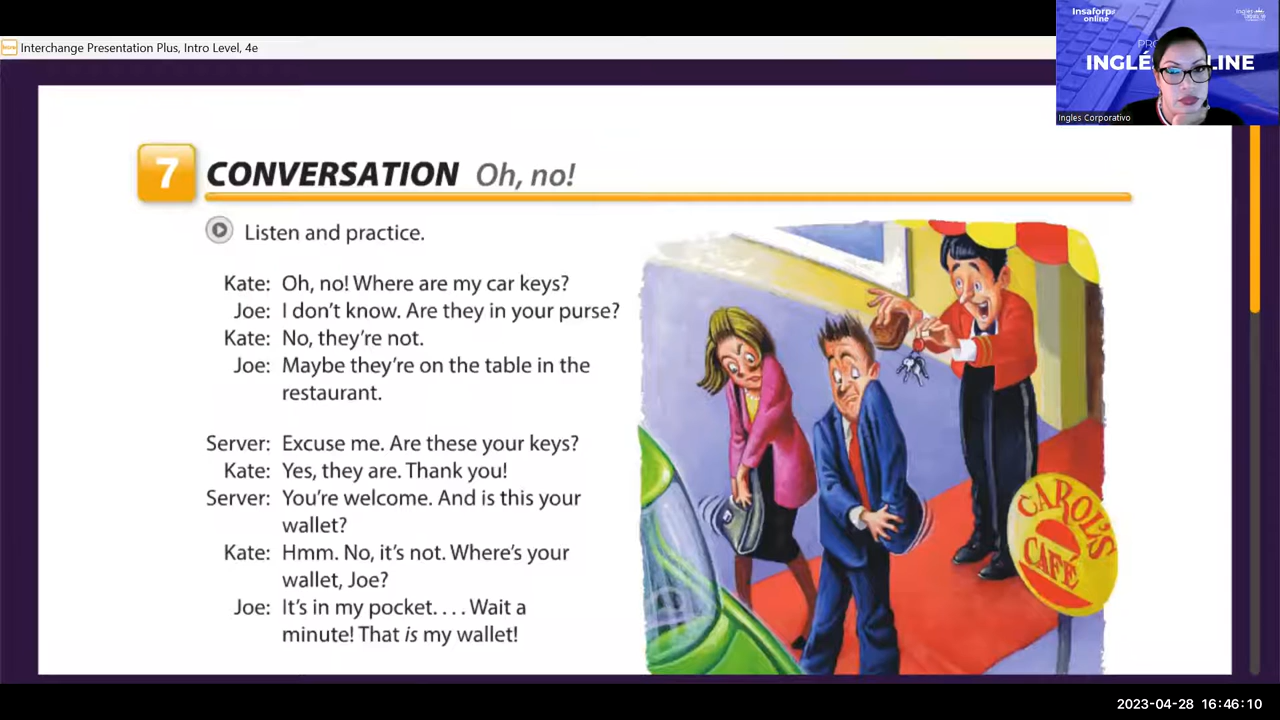 Insaforp
online
Interchange Presentation Plus, Intro Level, 4e
INGLÉS
LINE
Ingles Corporativo
7 CONVERSATION Oh, no!
Listen and practice.
Kate: Oh, no! Where are my car keys?
Joe: I don't know. Are they in your purse?
Kate: No, they're not.
Joe: Maybe they're on the table in the
restaurant.
Server: Excuse me. Are these your keys?
Kate: Yes, they are. Thank you!
Server: You're welcome. And is this your
wallet?
Kate: Hmm. No, it's not. Where's your
wallet, Joe?
Joe: It's in my pocket. . . . Wait a
minute! That is my wallet!
CAROL'S
CAFE
2023-04-28 16:46:10